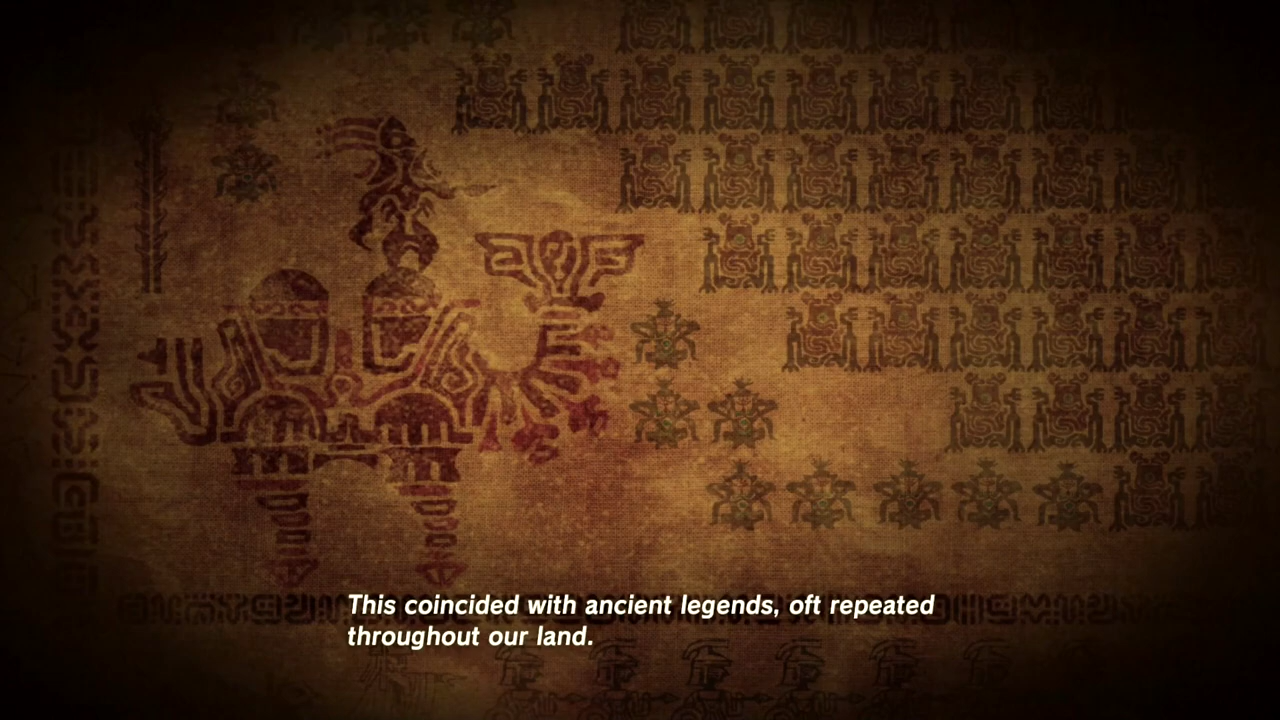 This coincided with ancient legends, oft repeated
throughout our land.